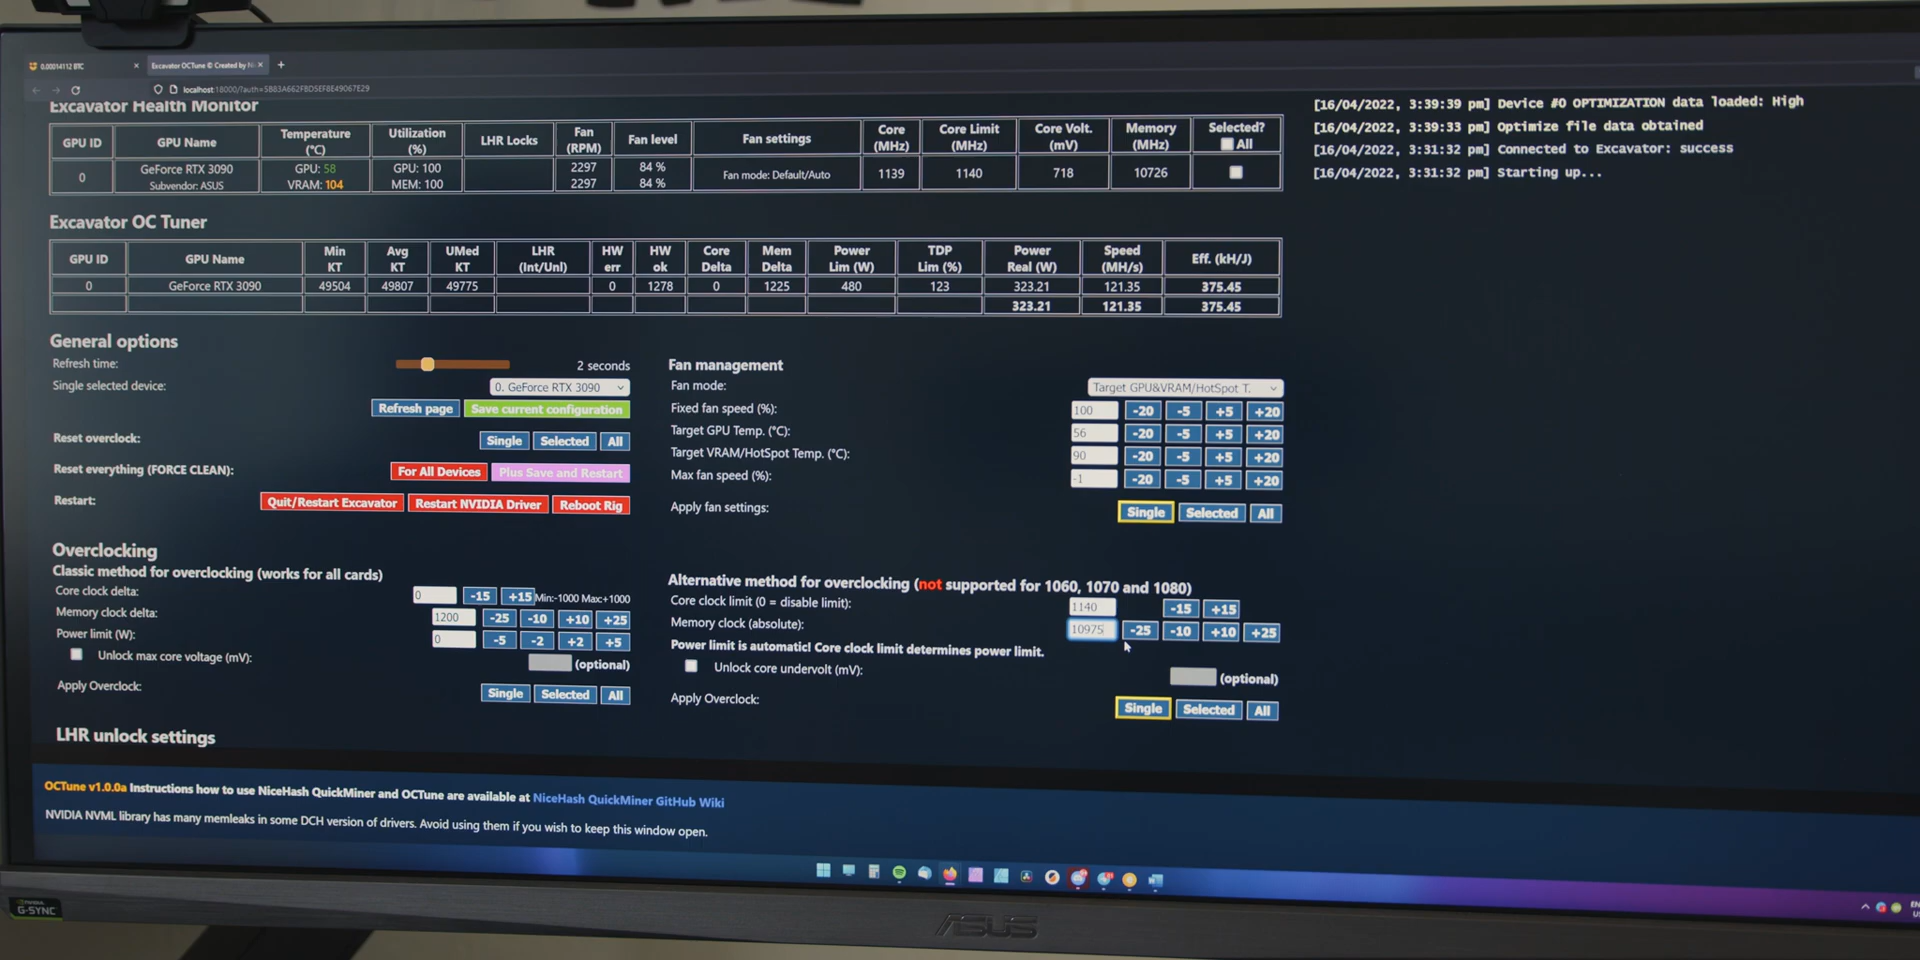 0.00014112 BTC
Excavator OCTune © Created by Ni
localhost:18000/?auth=5883A662FBD5EF8E49067E29
Excavator Health Monitor
GPU ID GPU Name Temperature (°C) Utilization (%) LHR Locks Fan (RPM) Fan level Fan settings Core (MHz) Core Limit (MHz) Core Volt. (mV) Memory (MHz) Selected? All
0 GeForce RTX 3090 GPU: 58 GPU: 100 2297 84 % Fan mode: Default/Auto 1139 1140 718 10726
Subvendor: ASUS VRAM: 104 MEM: 100 2297 84 %
[16/04/2022, 3:39:39 pm] Device #0 OPTIMIZATION data loaded: High
[16/04/2022, 3:39:33 pm] Optimize file data obtained
[16/04/2022, 3:31:32 pm] Connected to Excavator: success
[16/04/2022, 3:31:32 pm] Starting up...
Excavator OC Tuner
GPU ID GPU Name Min KT Avg KT UMed KT LHR (Int/Unl) HW err HW ok Core Delta Mem Delta Power Lim (W) TDP Lim (%) Power Real (W) Speed (MH/s) Eff. (kH/J)
0 GeForce RTX 3090 49504 49807 49775 0 1278 0 1225 480 123 323.21 121.35 375.45
323.21 121.35 375.45
General options
Refresh time: 2 seconds
Single selected device: 0. GeForce RTX 3090
Refresh page Save current configuration
Reset overclock: Single Selected All
Reset everything (FORCE CLEAN): For All Devices Plus Save and Restart
Restart: Quit/Restart Excavator Restart NVIDIA Driver Reboot Rig
Fan management
Fan mode: Target GPU&VRAM/HotSpot T.
Fixed fan speed (%): 100 -20 -5 +5 +20
Target GPU Temp. (°C): 56 -20 -5 +5 +20
Target VRAM/HotSpot Temp. (°C): 90 -20 -5 +5 +20
Max fan speed (%): -1 -20 -5 +5 +20
Apply fan settings: Single Selected All
Overclocking
Classic method for overclocking (works for all cards)
Core clock delta: 0 -15 +15 Min:-1000 Max:+1000
Memory clock delta: 1200 -25 -10 +10 +25
Power limit (W): 0 -5 -2 +2 +5
Unlock max core voltage (mV): (optional)
Apply Overclock: Single Selected All
Alternative method for overclocking (not supported for 1060, 1070 and 1080)
Core clock limit (0 = disable limit): 1140 -15 +15
Memory clock (absolute): 10975 -25 -10 +10 +25
Power limit is automatic! Core clock limit determines power limit.
Unlock core undervolt (mV): (optional)
Apply Overclock: Single Selected All
LHR unlock settings
OCTune v1.0.0a Instructions how to use NiceHash QuickMiner and OCTune are available at NiceHash QuickMiner GitHub Wiki
NVIDIA NVML library has many memleaks in some DCH version of drivers. Avoid using them if you wish to keep this window open.
NVIDIA
G-SYNC
ASUS